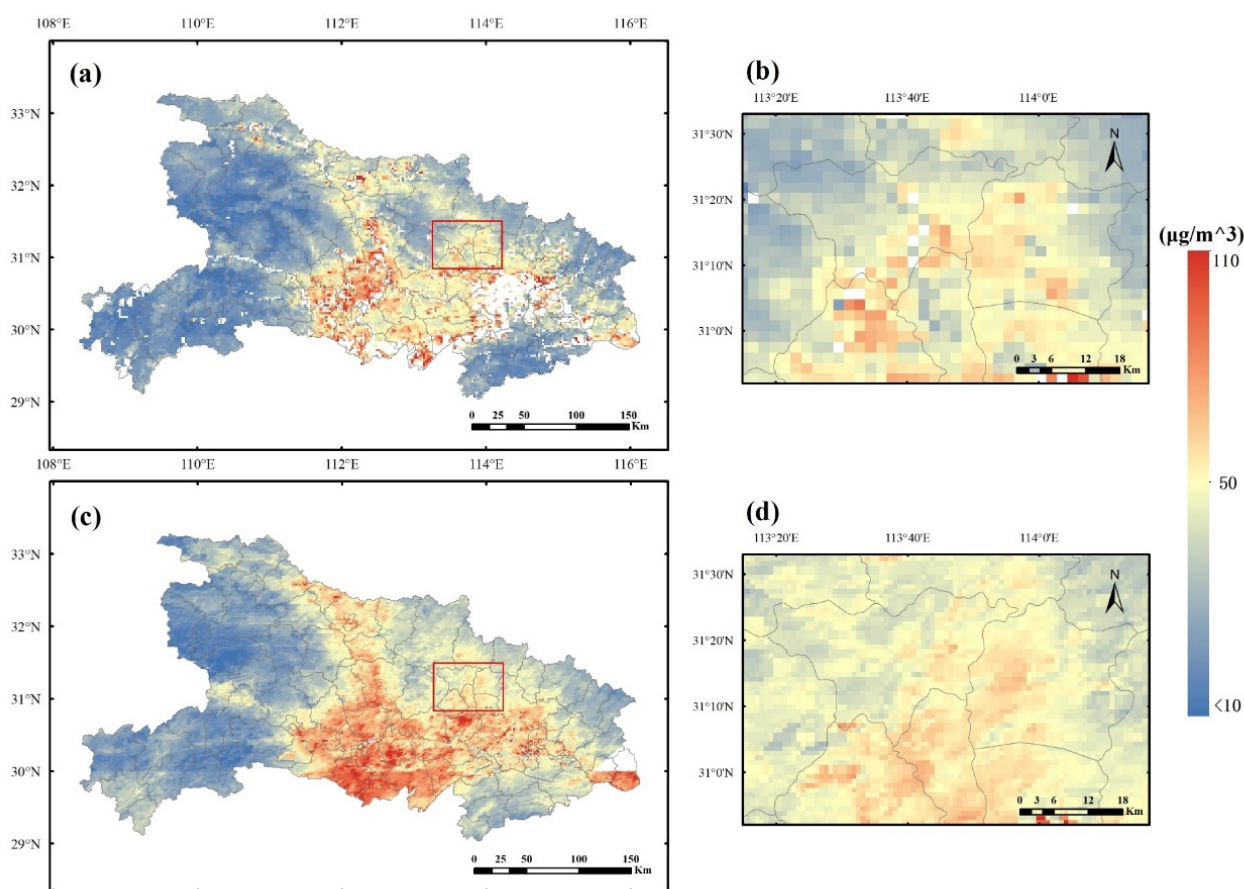 108°E 110°E 112°E 114°E 116°E
(a)
33°N
32°N
31°N
30°N
29°N
0 25 50 100 150
Km
108°E 110°E 112°E 114°E 116°E
(b)
113°20'E 113°40'E 114°0'E
31°30'N
31°20'N
31°10'N
31°0'N
N
0 3 6 12 18
Km
(c)
33°N
32°N
31°N
30°N
29°N
0 25 50 100 150
Km
(d)
113°20'E 113°40'E 114°0'E
31°30'N
31°20'N
31°10'N
31°0'N
N
0 3 6 12 18
Km
(μg/m^3)
110
50
<10